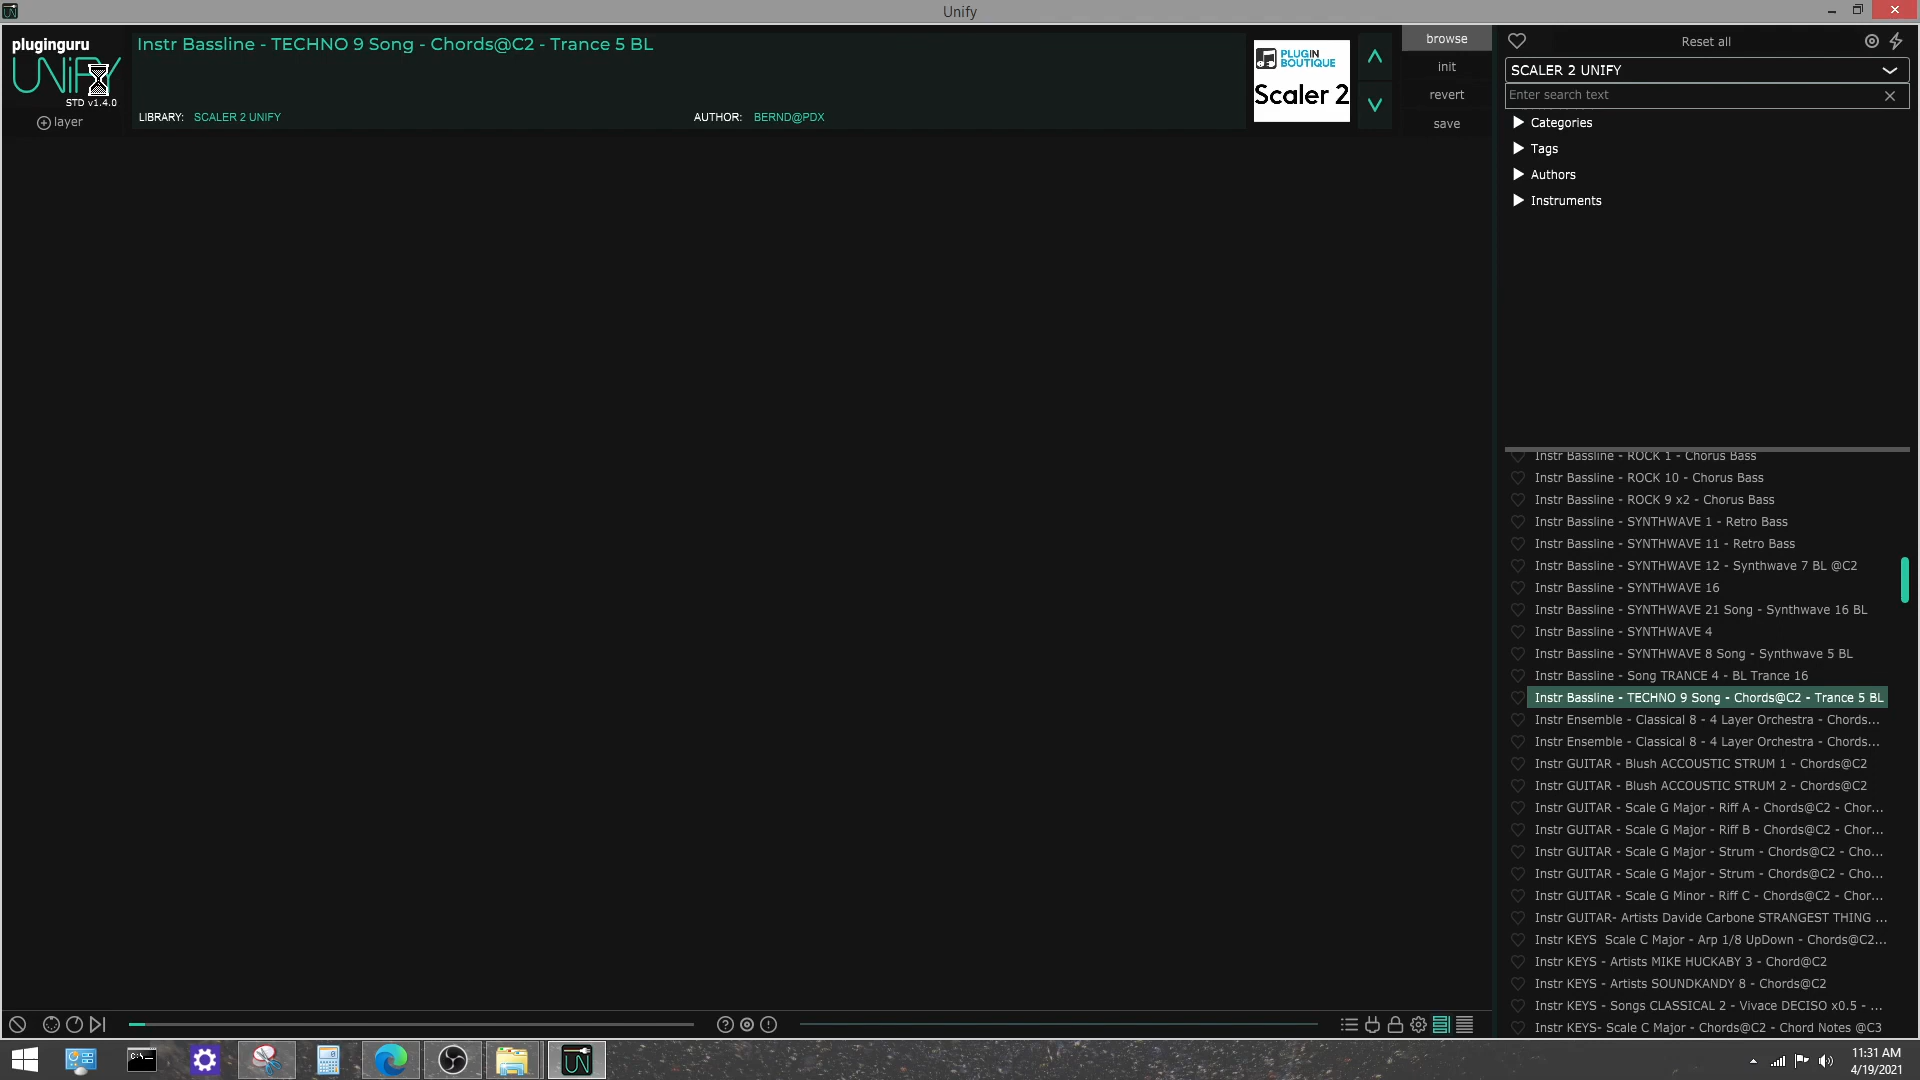 Unify
pluginguru
UNiFY
STD v1.4.0
layer
Instr Bassline - TECHNO 9 Song - Chords@C2 - Trance 5 BL
LIBRARY: SCALER 2 UNIFY
AUTHOR: BERND@PDX
PLUGIN
BOUTIQUE
Scaler 2
browse
init
revert
save
Reset all
SCALER 2 UNIFY
Enter search text
Categories
Tags
Authors
Instruments
Instr Bassline - ROCK 1 - Chorus Bass
Instr Bassline - ROCK 10 - Chorus Bass
Instr Bassline - ROCK 9 x2 - Chorus Bass
Instr Bassline - SYNTHWAVE 1 - Retro Bass
Instr Bassline - SYNTHWAVE 11 - Retro Bass
Instr Bassline - SYNTHWAVE 12 - Synthwave 7 BL @C2
Instr Bassline - SYNTHWAVE 16
Instr Bassline - SYNTHWAVE 21 Song - Synthwave 16 BL
Instr Bassline - SYNTHWAVE 4
Instr Bassline - SYNTHWAVE 8 Song - Synthwave 5 BL
Instr Bassline - Song TRANCE 4 - BL Trance 16
Instr Bassline - TECHNO 9 Song - Chords@C2 - Trance 5 BL
Instr Ensemble - Classical 8 - 4 Layer Orchestra - Chords...
Instr Ensemble - Classical 8 - 4 Layer Orchestra - Chords...
Instr GUITAR - Blush ACCOUSTIC STRUM 1 - Chords@C2
Instr GUITAR - Blush ACCOUSTIC STRUM 2 - Chords@C2
Instr GUITAR - Scale G Major - Riff A - Chords@C2 - Chor...
Instr GUITAR - Scale G Major - Riff B - Chords@C2 - Chor...
Instr GUITAR - Scale G Major - Strum - Chords@C2 - Cho...
Instr GUITAR - Scale G Major - Strum - Chords@C2 - Cho...
Instr GUITAR - Scale G Minor - Riff C - Chords@C2 - Chor...
Instr GUITAR- Artists Davide Carbone STRANGEST THING ...
Instr KEYS  Scale C Major - Arp 1/8 UpDown - Chords@C2...
Instr KEYS - Artists MIKE HUCKABY 3 - Chord@C2
Instr KEYS - Artists SOUNDKANDY 8 - Chords@C2
Instr KEYS - Songs CLASSICAL 2 - Vivace DECISO x0.5 - ...
Instr KEYS- Scale C Major - Chords@C2 - Chord Notes @C3
11:31 AM
4/19/2021